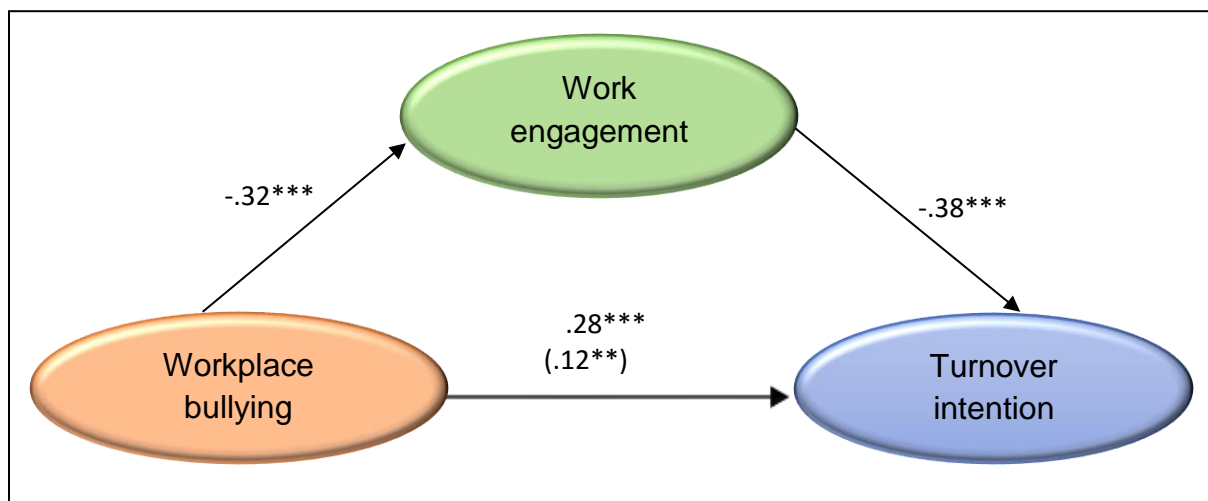 Work
engagement
-.32***
-.38***
.28***
(.12**)
Workplace
bullying
Turnover
intention